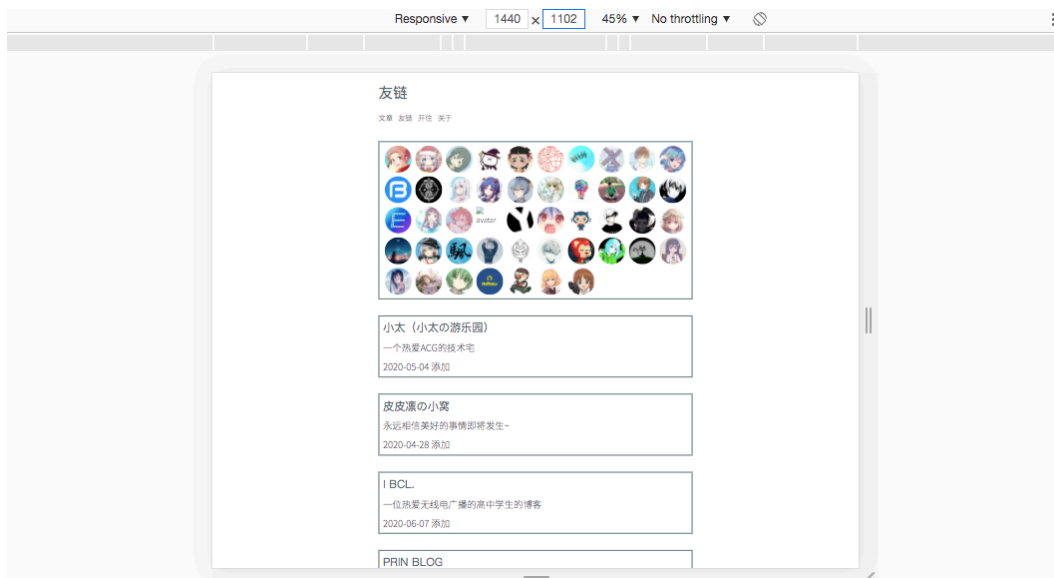 Responsive ▼ 1440 × 1102 45% ▼ No throttling ▼
友链
文章 友链 开往 关于
avatar
小太（小太の游乐园）
一个热爱ACG的技术宅
2020-05-04 添加
皮皮凛の小窝
永远相信美好的事情即将发生~
2020-04-28 添加
I BCL.
一位热爱无线电广播的高中学生的博客
2020-06-07 添加
PRIN BLOG